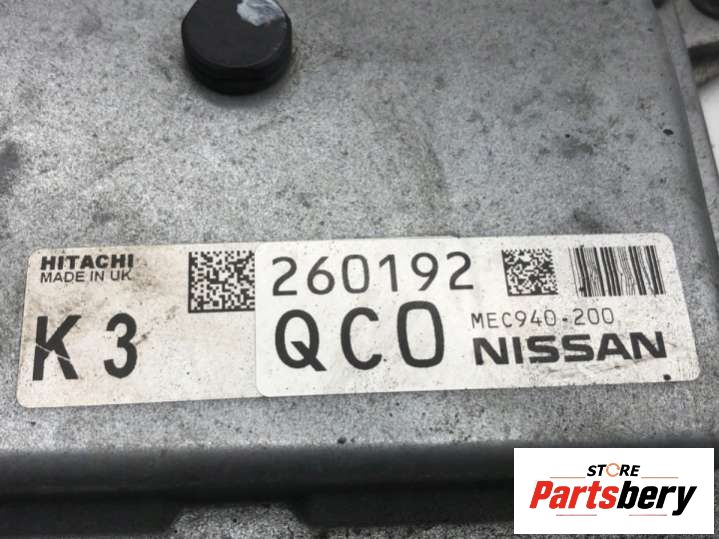 HITACHI
MADE IN UK
K 3
260192
QC0
MEC940-200
NISSAN
STORE
Partsbery